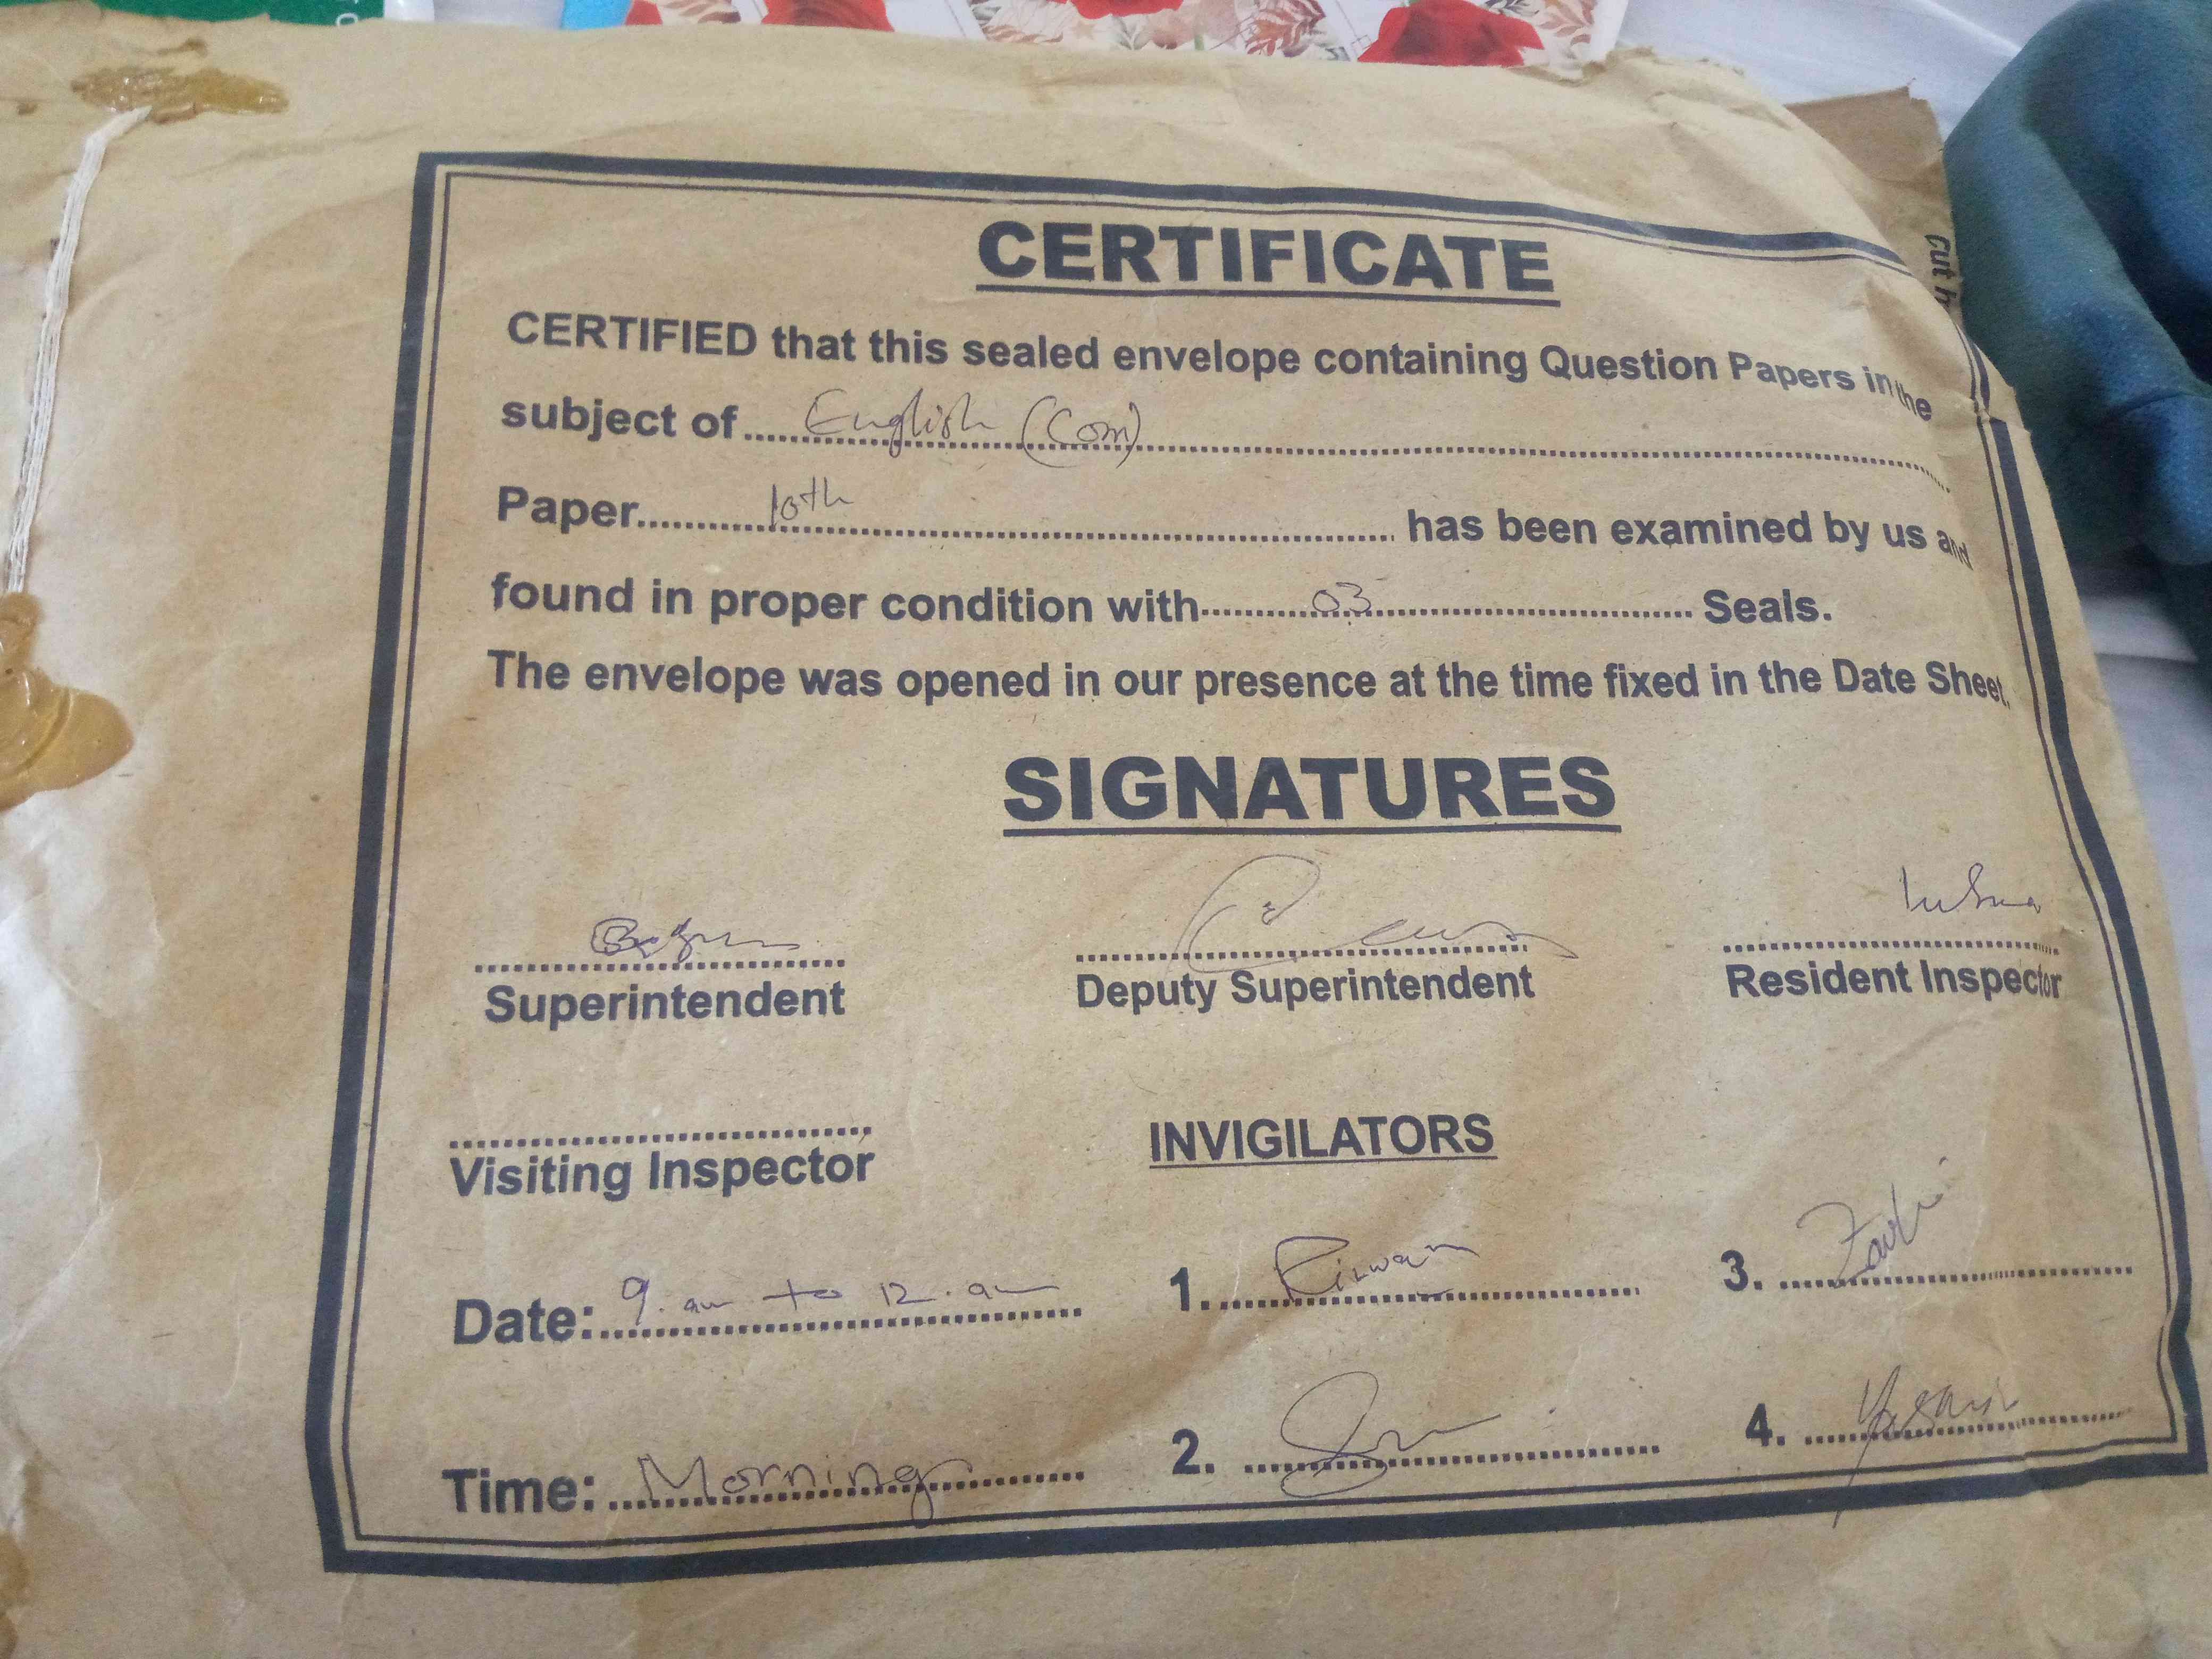 CERTIFICATE
CERTIFIED that this sealed envelope containing Question Papers in the
subject of English (Com)
Paper 10th has been examined by us and
found in proper condition with 03 Seals.
The envelope was opened in our presence at the time fixed in the Date Sheet.
SIGNATURES
Superintendent Deputy Superintendent Resident Inspector
Visiting Inspector INVIGILATORS
Date: 9. am to 12. am 1. Rizwan 3.
Time: Morning 2. 4.
Cut h